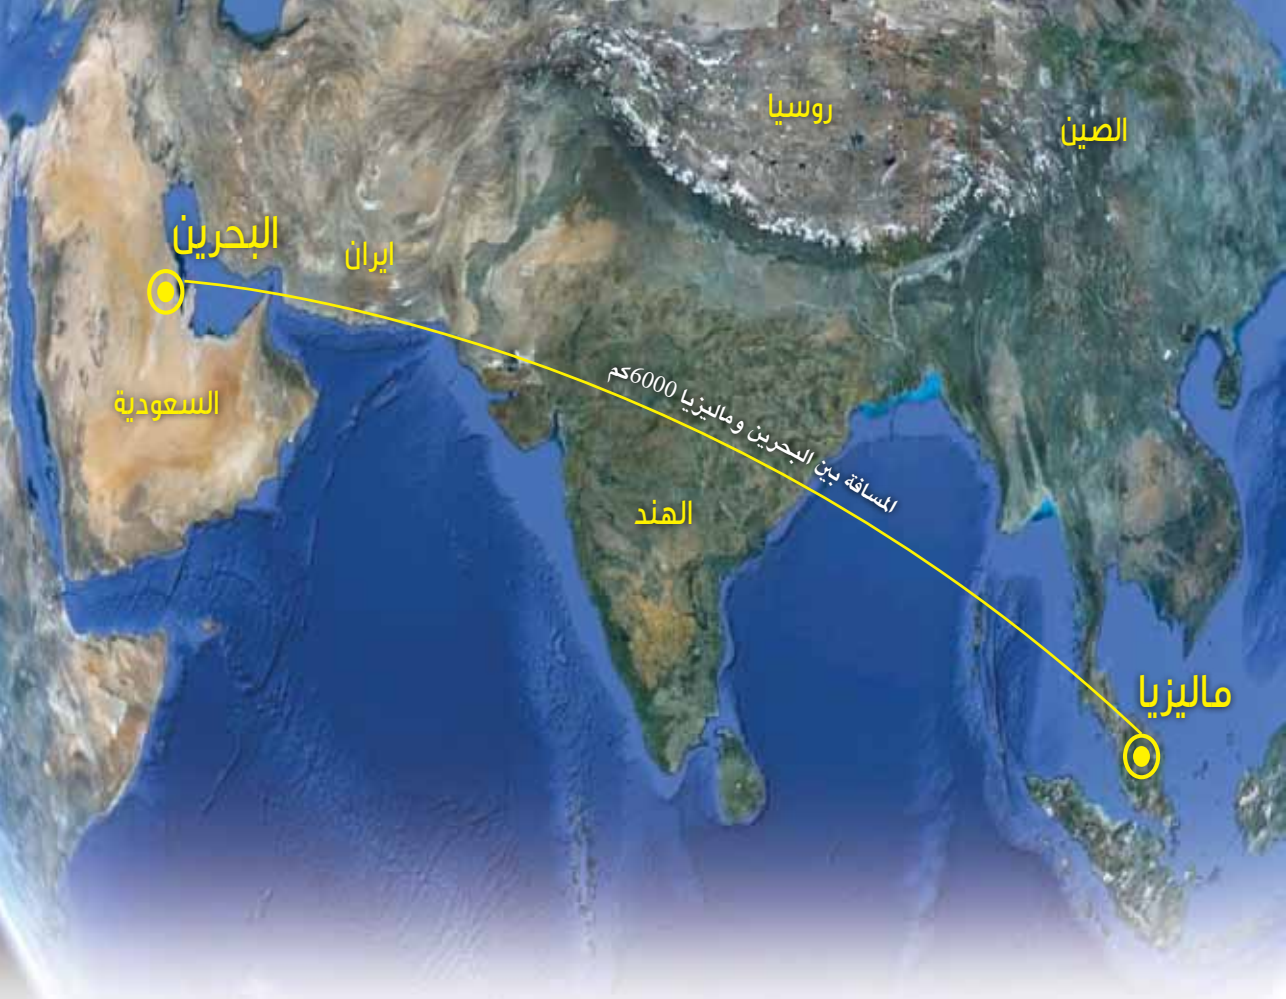 روسيا
الصين
البحرين
ايران
السعودية
المسافة بين البحرين وماليزيا 6000كم
الهند
ماليزيا